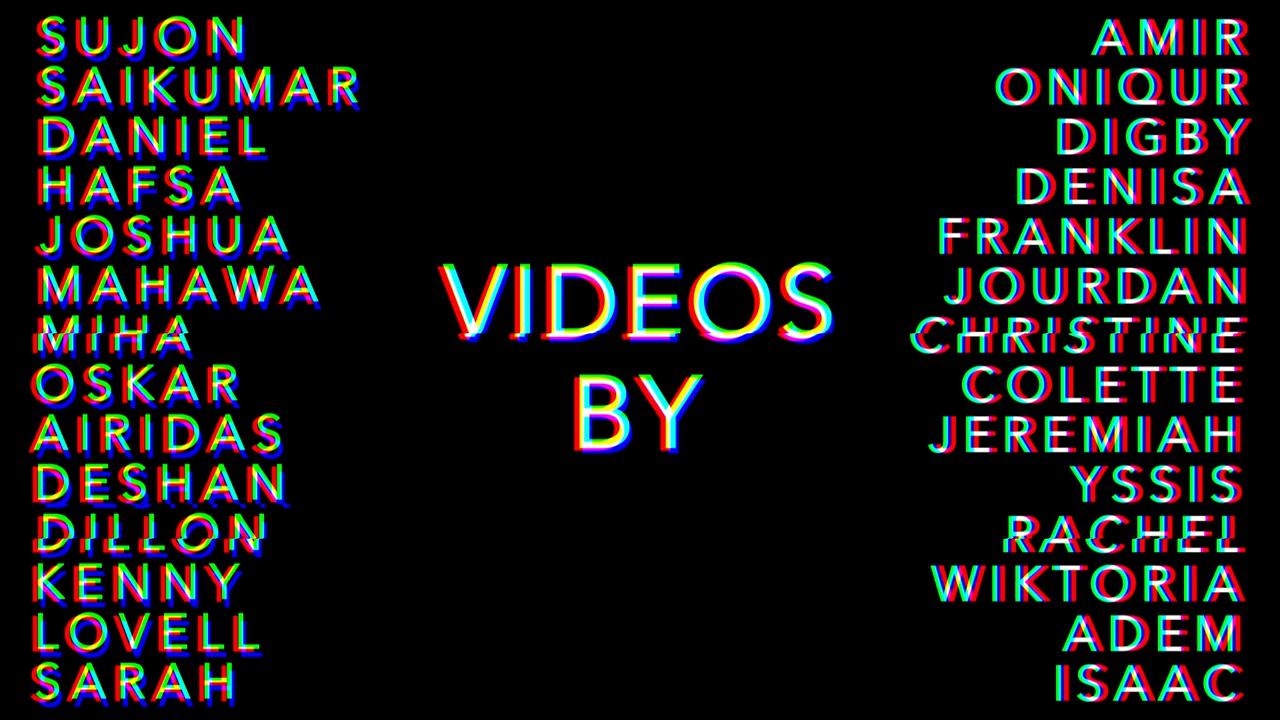 SUJON
SAIKUMAR
DANIEL
HAFSA
JOSHUA
MAHAWA
MIHA
OSKAR
AIRIDAS
DESHAN
DILLON
KENNY
LOVELL
SARAH
VIDEOS
BY
AMIR
ONIQUR
DIGBY
DENISA
FRANKLIN
JOURDAN
CHRISTINE
COLETTE
JEREMIAH
YSSIS
RACHEL
WIKTORIA
ADEM
ISAAC